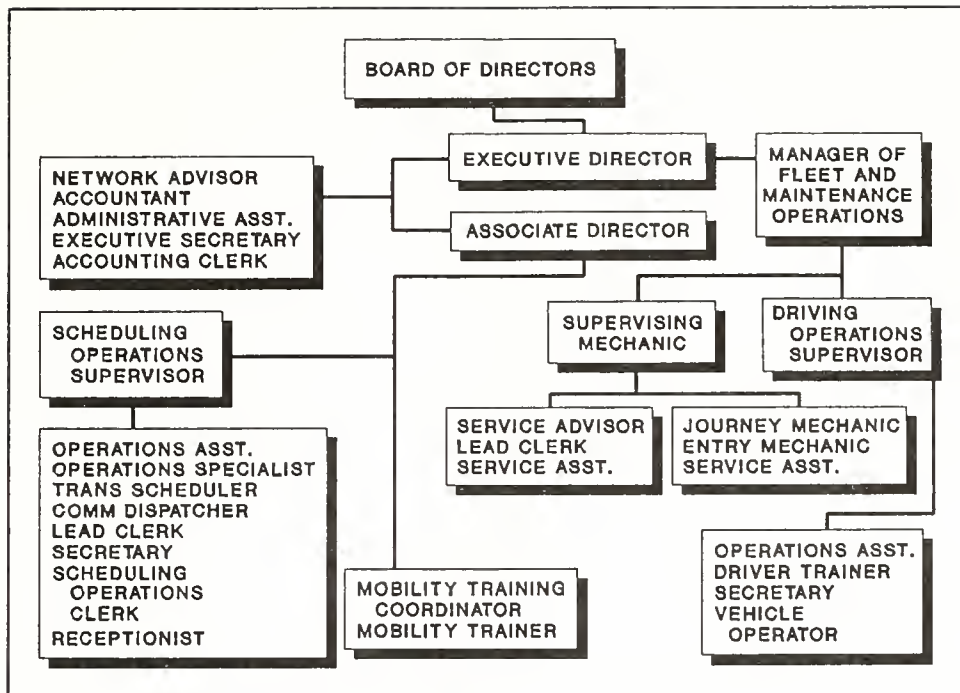 BOARD OF DIRECTORS
EXECUTIVE DIRECTOR
MANAGER OF
FLEET AND
MAINTENANCE
OPERATIONS
NETWORK ADVISOR
ACCOUNTANT
ADMINISTRATIVE ASST.
EXECUTIVE SECRETARY
ACCOUNTING CLERK
ASSOCIATE DIRECTOR
SCHEDULING
OPERATIONS
SUPERVISOR
SUPERVISING
MECHANIC
DRIVING
OPERATIONS
SUPERVISOR
OPERATIONS ASST.
OPERATIONS SPECIALIST
TRANS SCHEDULER
COMM DISPATCHER
LEAD CLERK
SECRETARY
SCHEDULING
OPERATIONS
CLERK
RECEPTIONIST
SERVICE ADVISOR
LEAD CLERK
SERVICE ASST.
JOURNEY MECHANIC
ENTRY MECHANIC
SERVICE ASST.
MOBILITY TRAINING
COORDINATOR
MOBILITY TRAINER
OPERATIONS ASST.
DRIVER TRAINER
SECRETARY
VEHICLE
OPERATOR